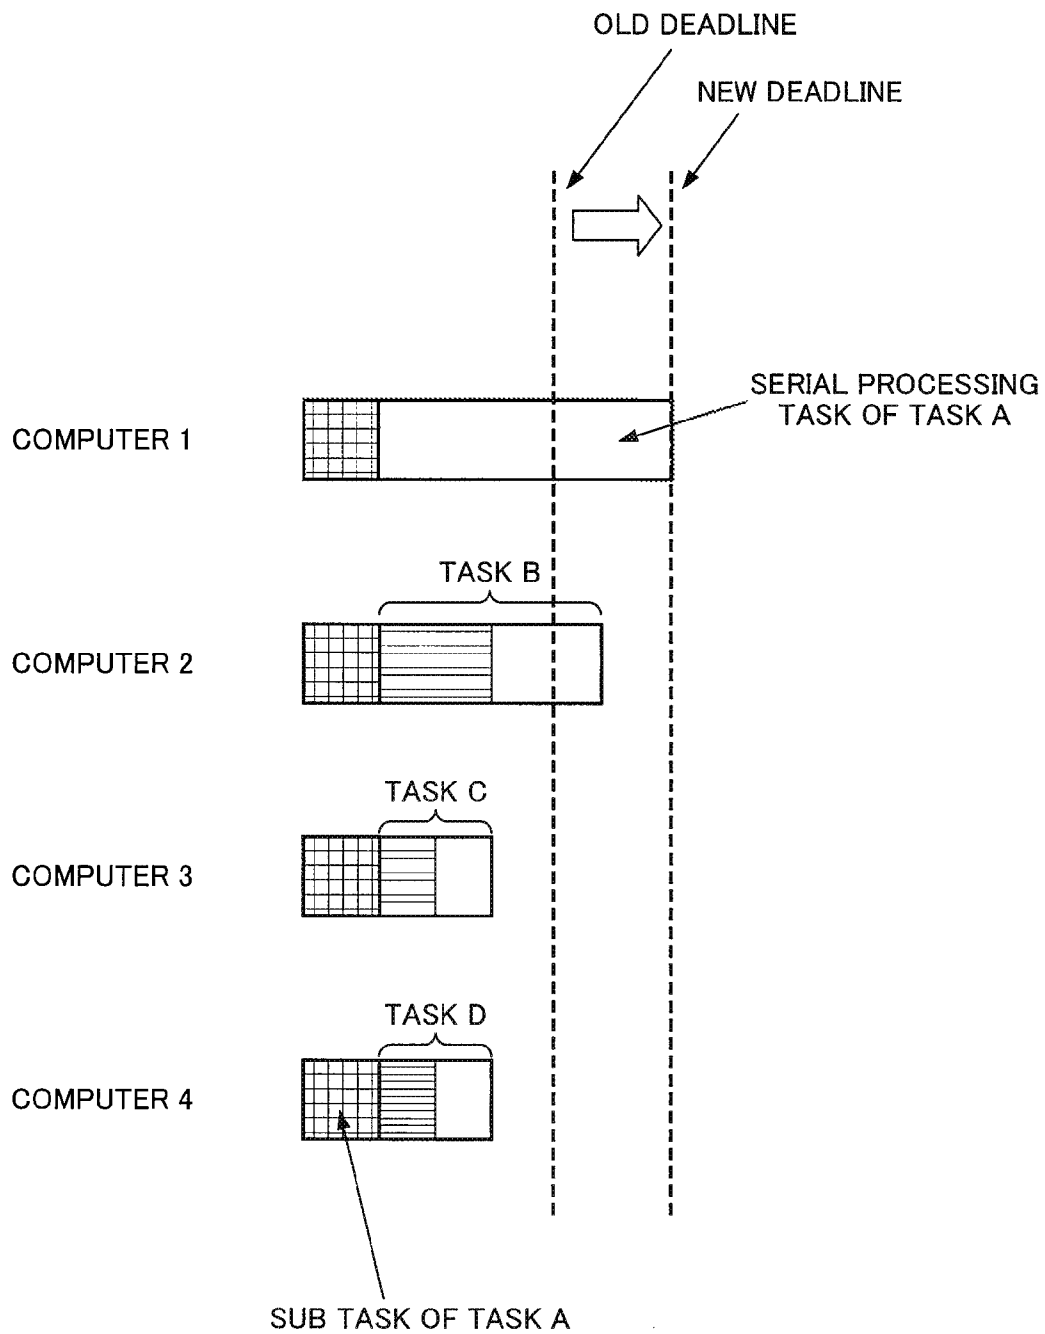 OLD DEADLINE
NEW DEADLINE
SERIAL PROCESSING
TASK OF TASK A
COMPUTER 1
TASK B
COMPUTER 2
TASK C
COMPUTER 3
TASK D
COMPUTER 4
SUB TASK OF TASK A